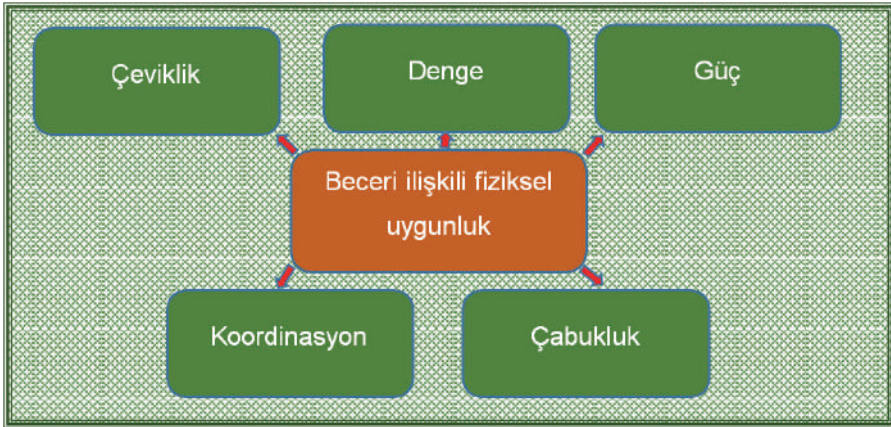 Çeviklik
Denge
Güç
Beceri ilişkili fiziksel
uygunluk
Koordinasyon
Çabukluk